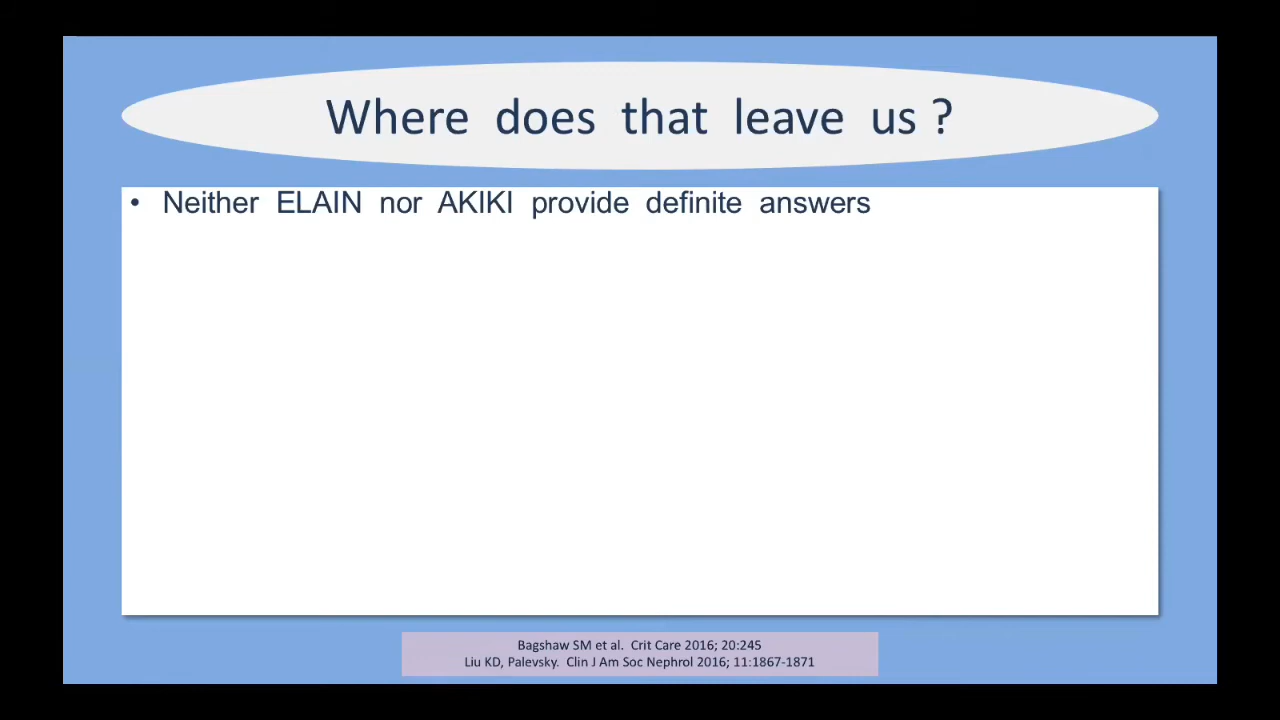 Where does that leave us ?
• Neither ELAIN nor AKIKI provide definite answers
Bagshaw SM et al. Crit Care 2016; 20:245
Liu KD, Palevsky. Clin J Am Soc Nephrol 2016; 11:1867-1871